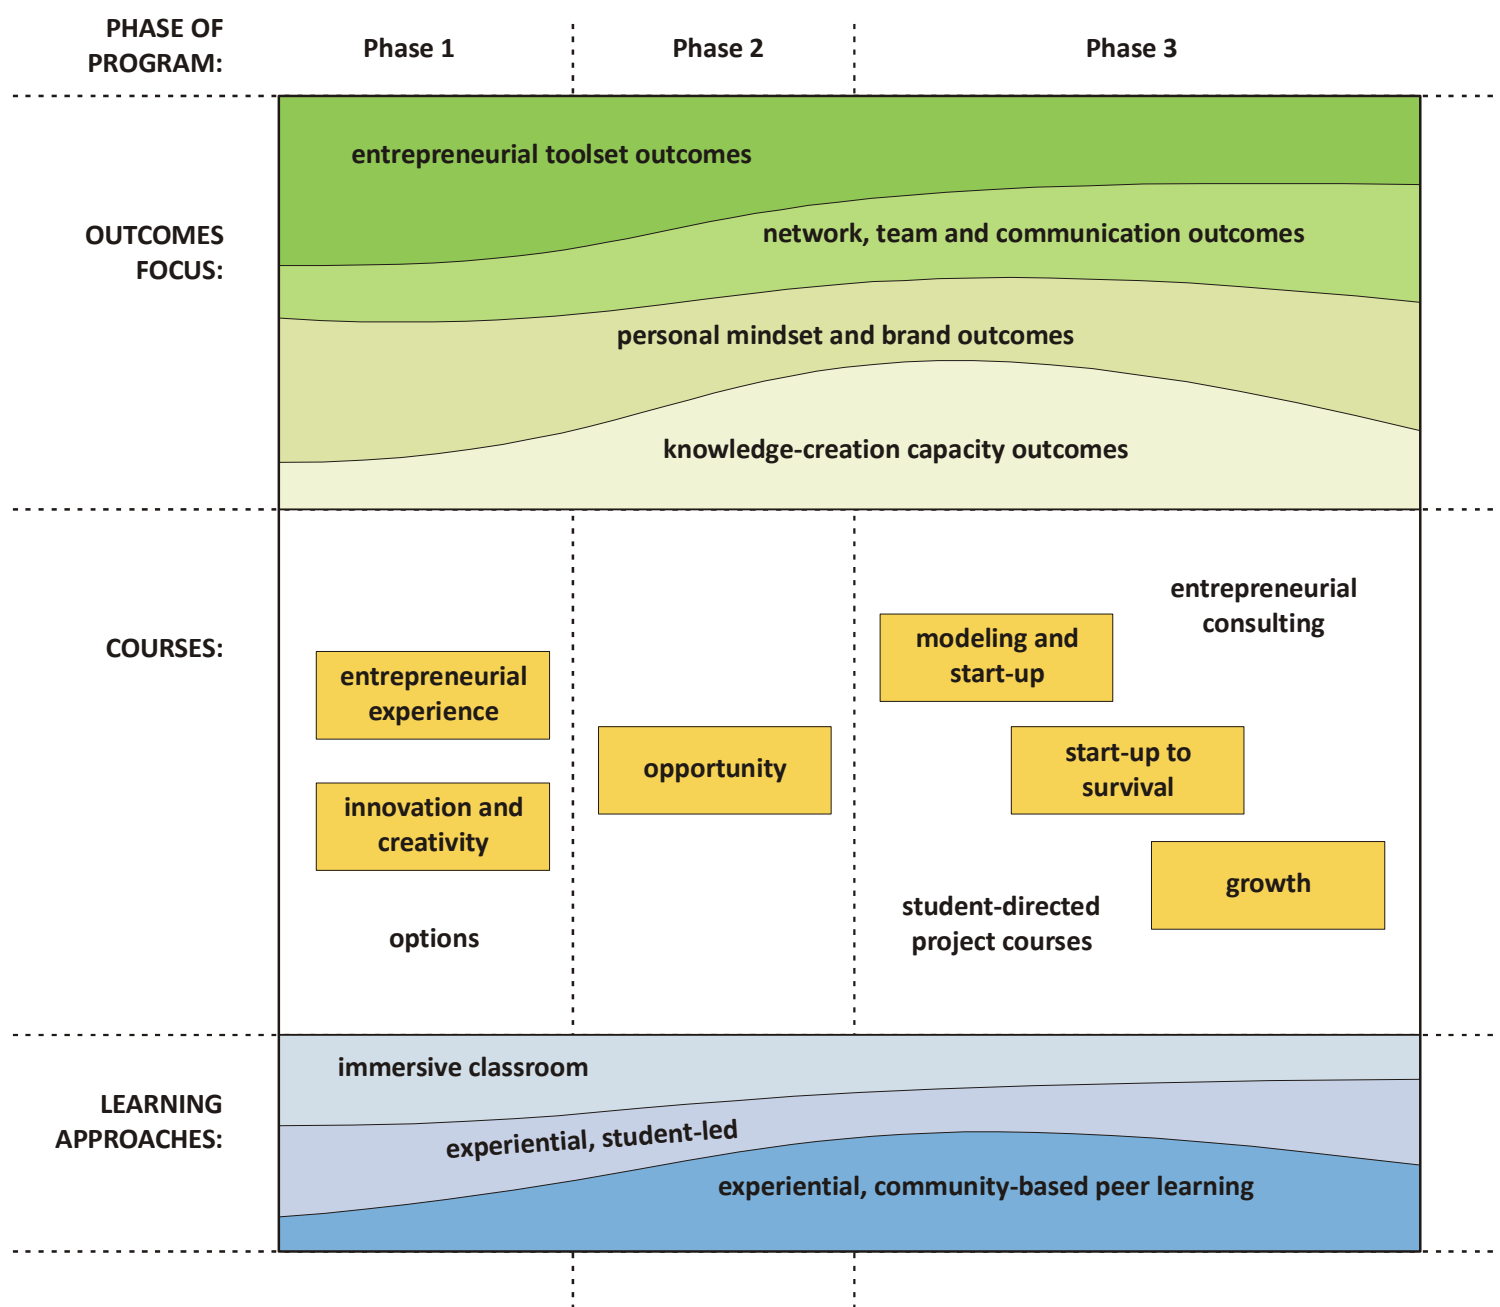 PHASE OF
PROGRAM:
Phase 1
Phase 2
Phase 3
OUTCOMES
FOCUS:
entrepreneurial toolset outcomes
network, team and communication outcomes
personal mindset and brand outcomes
knowledge-creation capacity outcomes
COURSES:
entrepreneurial
experience
innovation and
creativity
options
opportunity
modeling and
start-up
entrepreneurial
consulting
start-up to
survival
growth
student-directed
project courses
LEARNING
APPROACHES:
immersive classroom
experiential, student-led
experiential, community-based peer learning